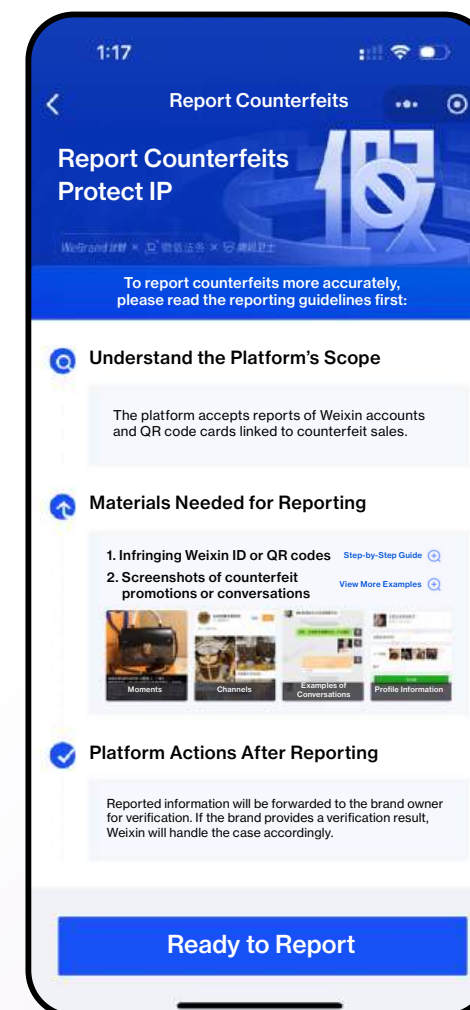 1:17
Report Counterfeits
Report Counterfeits
Protect IP
假
WeBrand
微信法务
To report counterfeits more accurately,
please read the reporting guidelines first:
Understand the Platform's Scope
The platform accepts reports of Weixin accounts
and QR code cards linked to counterfeit sales.
Materials Needed for Reporting
1. Infringing Weixin ID or QR codes Step-by-Step Guide
2. Screenshots of counterfeit
promotions or conversations View More Examples
Moments
Channels
Examples of
Conversations
Profile Information
Platform Actions After Reporting
Reported information will be forwarded to the brand owner
for verification. If the brand provides a verification result,
Weixin will handle the case accordingly.
Ready to Report